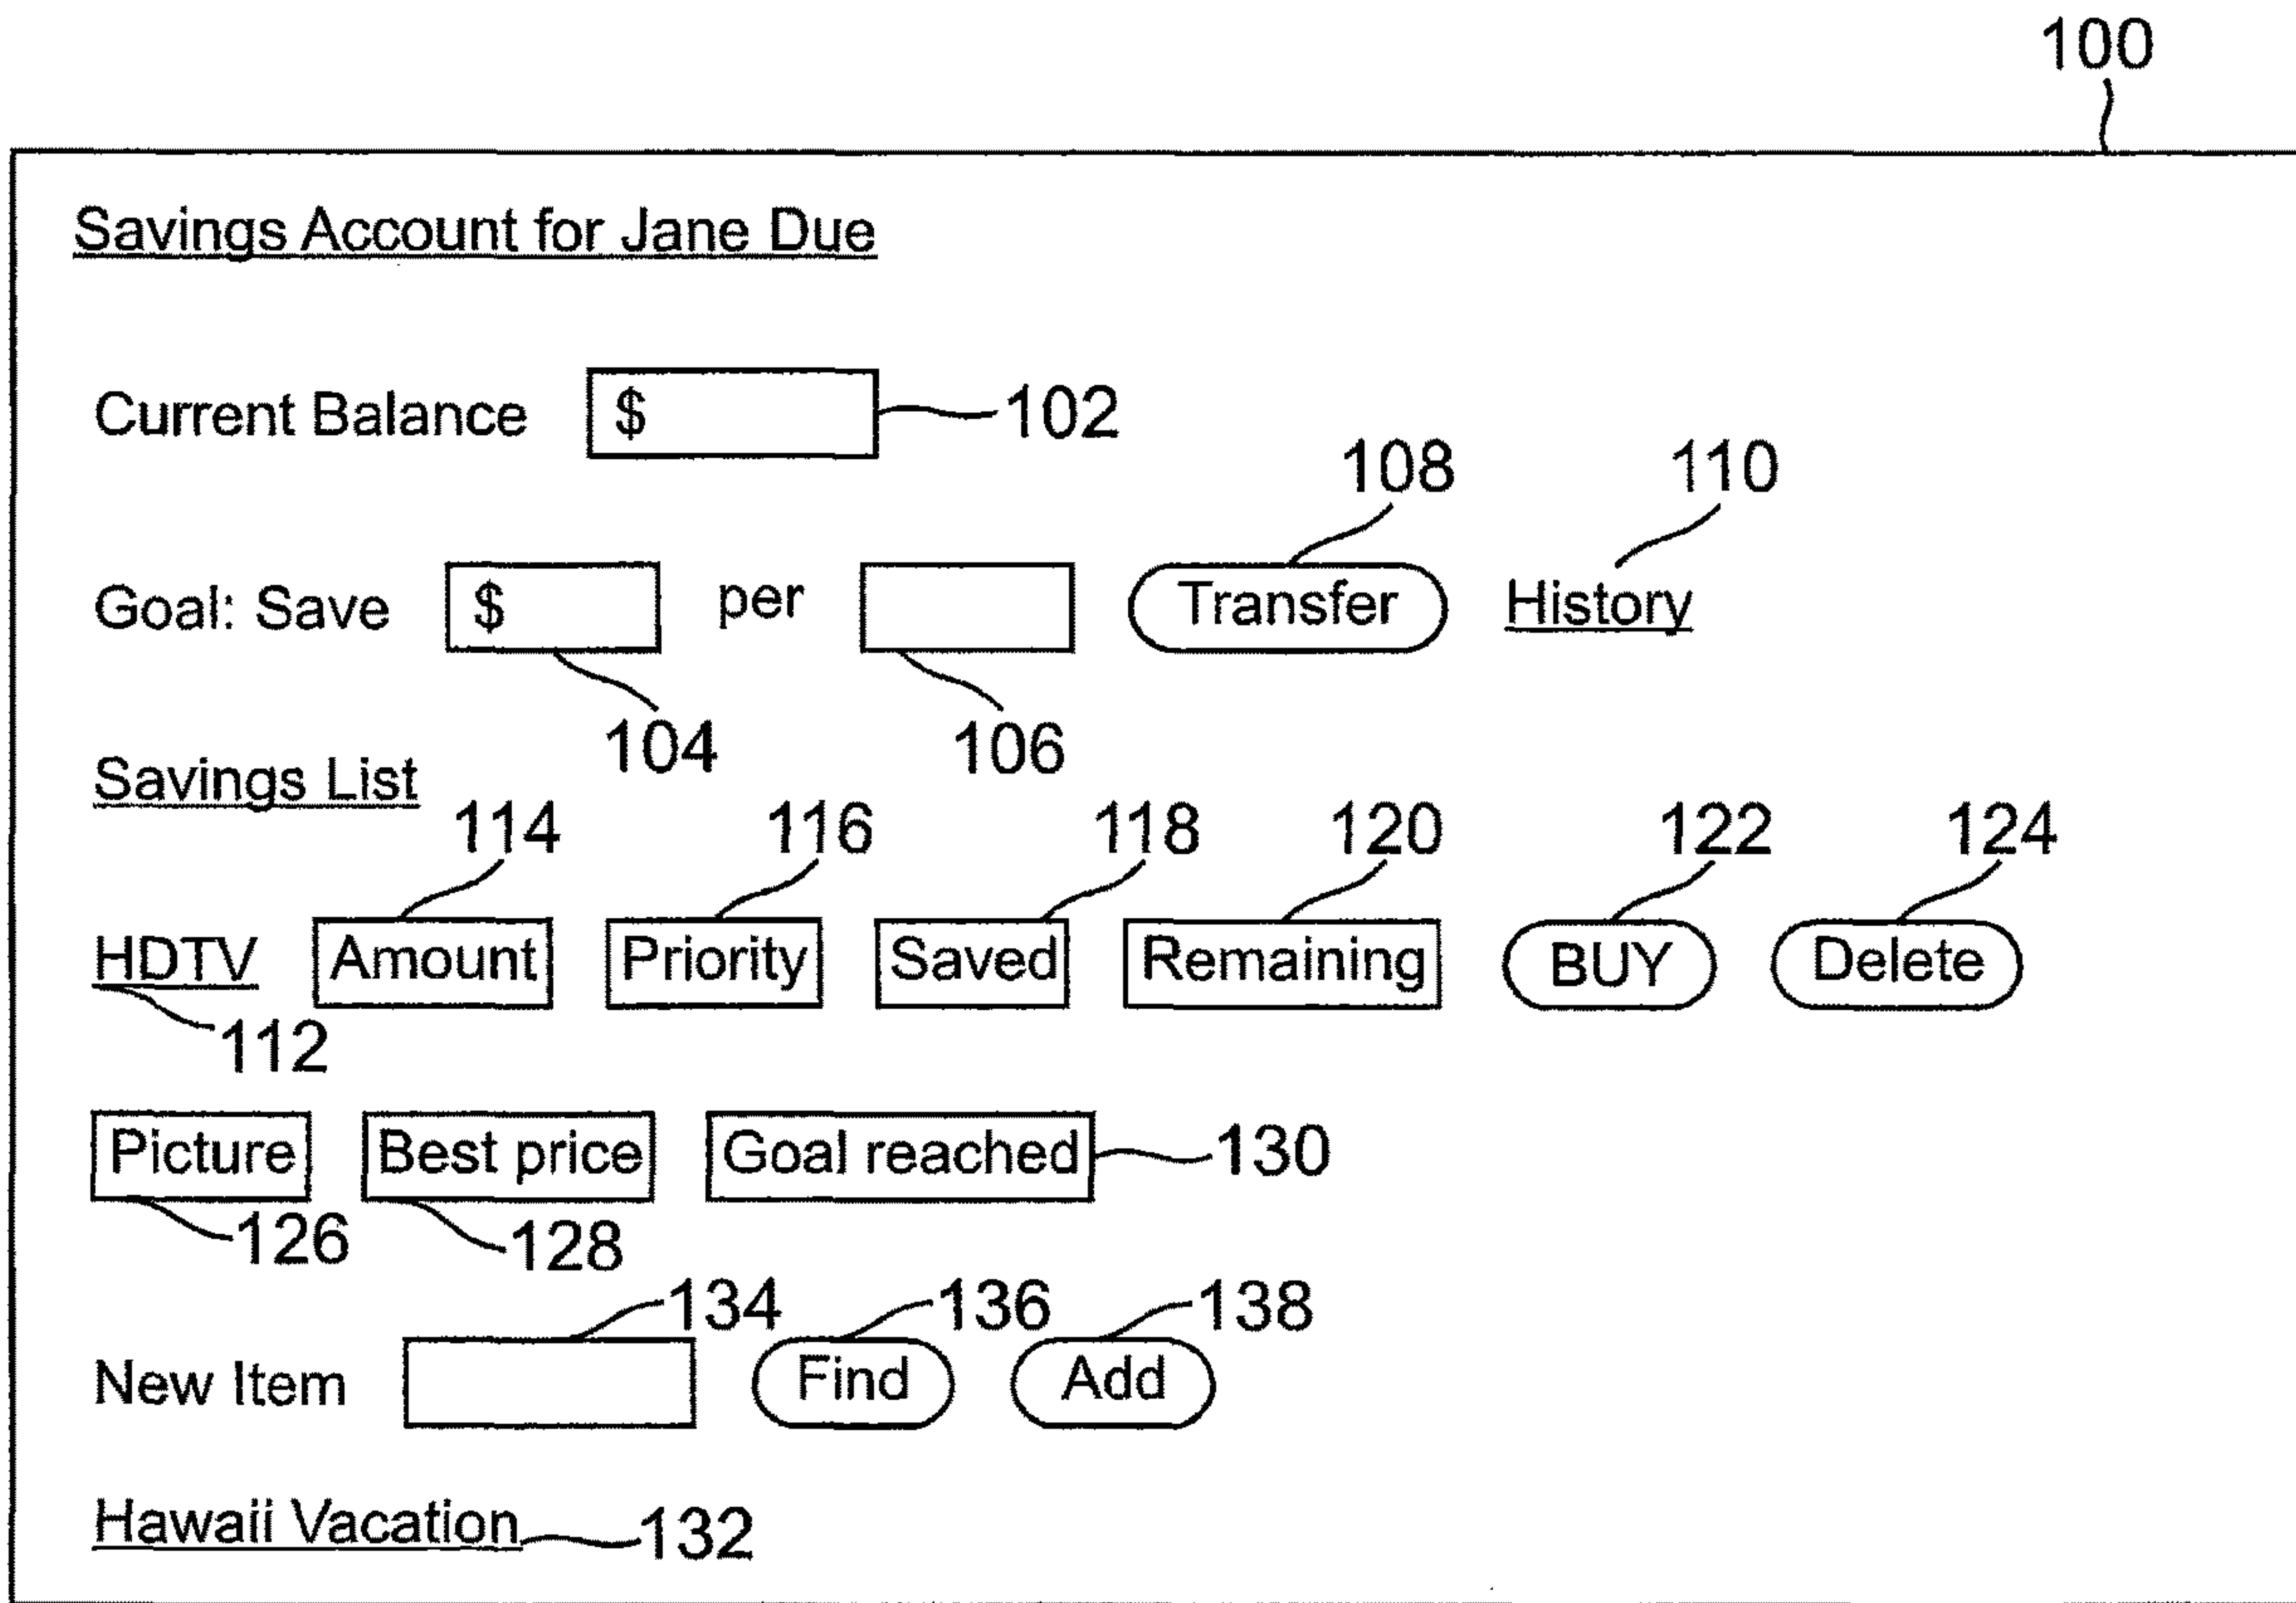 100
Savings Account for Jane Due
Current Balance $ 102
108 110
Goal: Save $ per Transfer History
104 106
Savings List
114 116 118 120 122 124
HDTV Amount Priority Saved Remaining BUY Delete
112
Picture Best price Goal reached 130
126 128
134 136 138
New Item Find Add
Hawaii Vacation 132